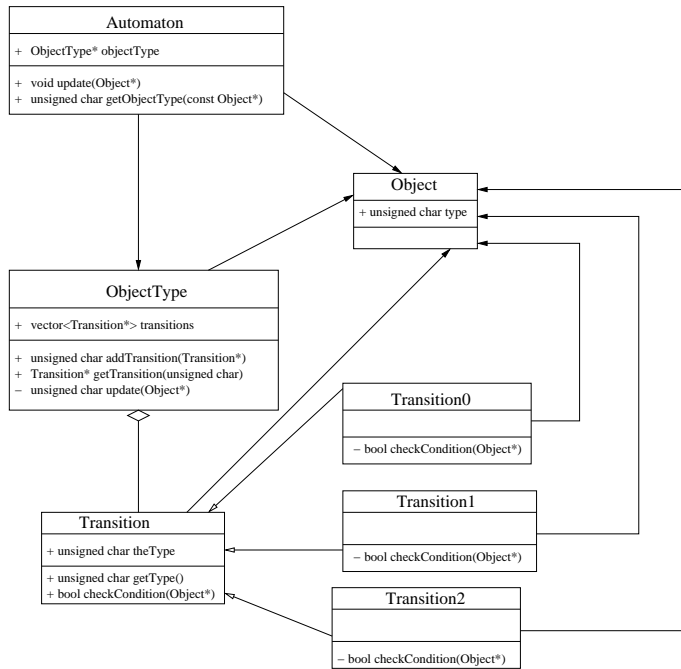 Automaton
+ ObjectType* objectType
+ void update(Object*)
+ unsigned char getObjectType(const Object*)
Object
+ unsigned char type
ObjectType
+ vector<Transition*> transitions
+ unsigned char addTransition(Transition*)
+ Transition* getTransition(unsigned char)
− unsigned char update(Object*)
Transition0
− bool checkCondition(Object*)
Transition
+ unsigned char theType
+ unsigned char getType()
+ bool checkCondition(Object*)
Transition1
− bool checkCondition(Object*)
Transition2
− bool checkCondition(Object*)